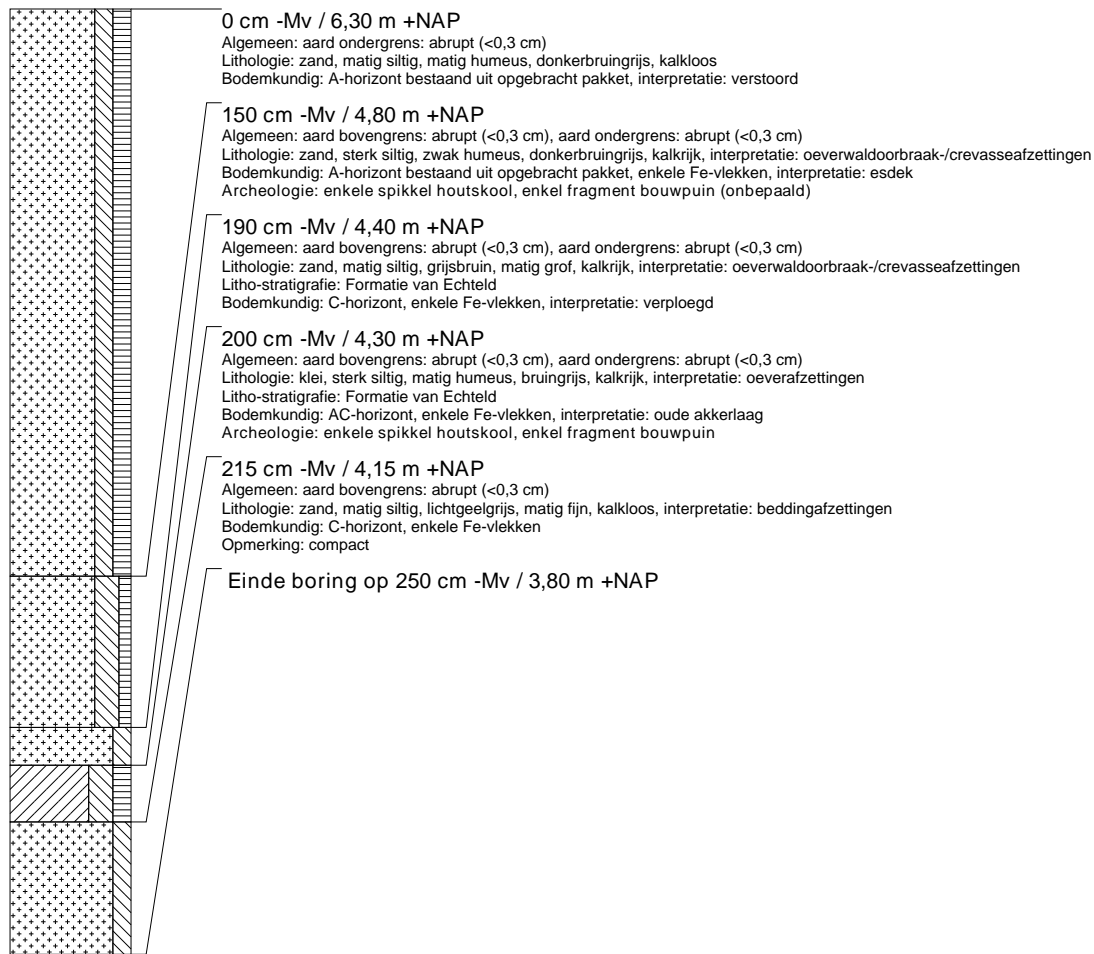 0 cm -Mv / 6,30 m +NAP
Algemeen: aard ondergrens: abrupt (<0,3 cm)
Lithologie: zand, matig siltig, matig humeus, donkerbruingrijs, kalkloos
Bodemkundig: A-horizont bestaand uit opgebracht pakket, interpretatie: verstoord
150 cm -Mv / 4,80 m +NAP
Algemeen: aard bovengrens: abrupt (<0,3 cm), aard ondergrens: abrupt (<0,3 cm)
Lithologie: zand, sterk siltig, zwak humeus, donkerbruingrijs, kalkrijk, interpretatie: oeverwaldoorbraak-/crevasseafzettingen
Bodemkundig: A-horizont bestaand uit opgebracht pakket, enkele Fe-vlekken, interpretatie: esdek
Archeologie: enkele spikkel houtskool, enkel fragment bouwpuin (onbepaald)
190 cm -Mv / 4,40 m +NAP
Algemeen: aard bovengrens: abrupt (<0,3 cm), aard ondergrens: abrupt (<0,3 cm)
Lithologie: zand, matig siltig, grijsbruin, matig grof, kalkrijk, interpretatie: oeverwaldoorbraak-/crevasseafzettingen
Litho-stratigrafie: Formatie van Echteld
Bodemkundig: C-horizont, enkele Fe-vlekken, interpretatie: verploegd
200 cm -Mv / 4,30 m +NAP
Algemeen: aard bovengrens: abrupt (<0,3 cm), aard ondergrens: abrupt (<0,3 cm)
Lithologie: klei, sterk siltig, matig humeus, bruingrijs, kalkrijk, interpretatie: oeverafzettingen
Litho-stratigrafie: Formatie van Echteld
Bodemkundig: AC-horizont, enkele Fe-vlekken, interpretatie: oude akkerlaag
Archeologie: enkele spikkel houtskool, enkel fragment bouwpuin
215 cm -Mv / 4,15 m +NAP
Algemeen: aard bovengrens: abrupt (<0,3 cm)
Lithologie: zand, matig siltig, lichtgeelgrijs, matig fijn, kalkloos, interpretatie: beddingafzettingen
Bodemkundig: C-horizont, enkele Fe-vlekken
Opmerking: compact
Einde boring op 250 cm -Mv / 3,80 m +NAP